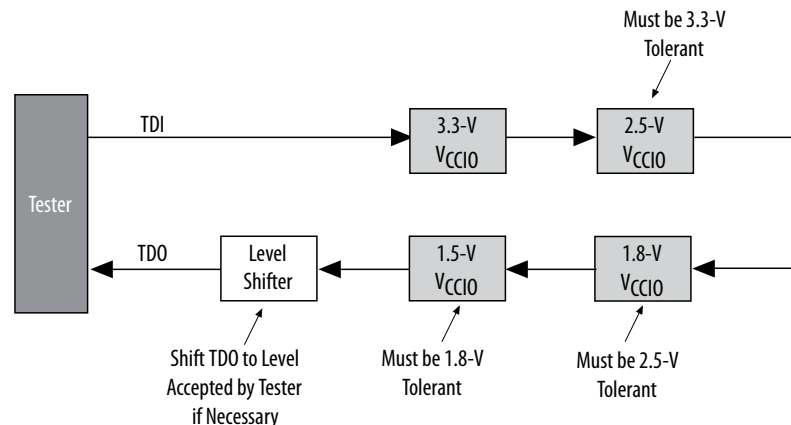 Must be 3.3-V
Tolerant
TDI
3.3-V
VCCIO
2.5-V
VCCIO
Tester
TDO
Level
Shifter
1.5-V
VCCIO
1.8-V
VCCIO
Shift TDO to Level
Accepted by Tester
if Necessary
Must be 1.8-V
Tolerant
Must be 2.5-V
Tolerant